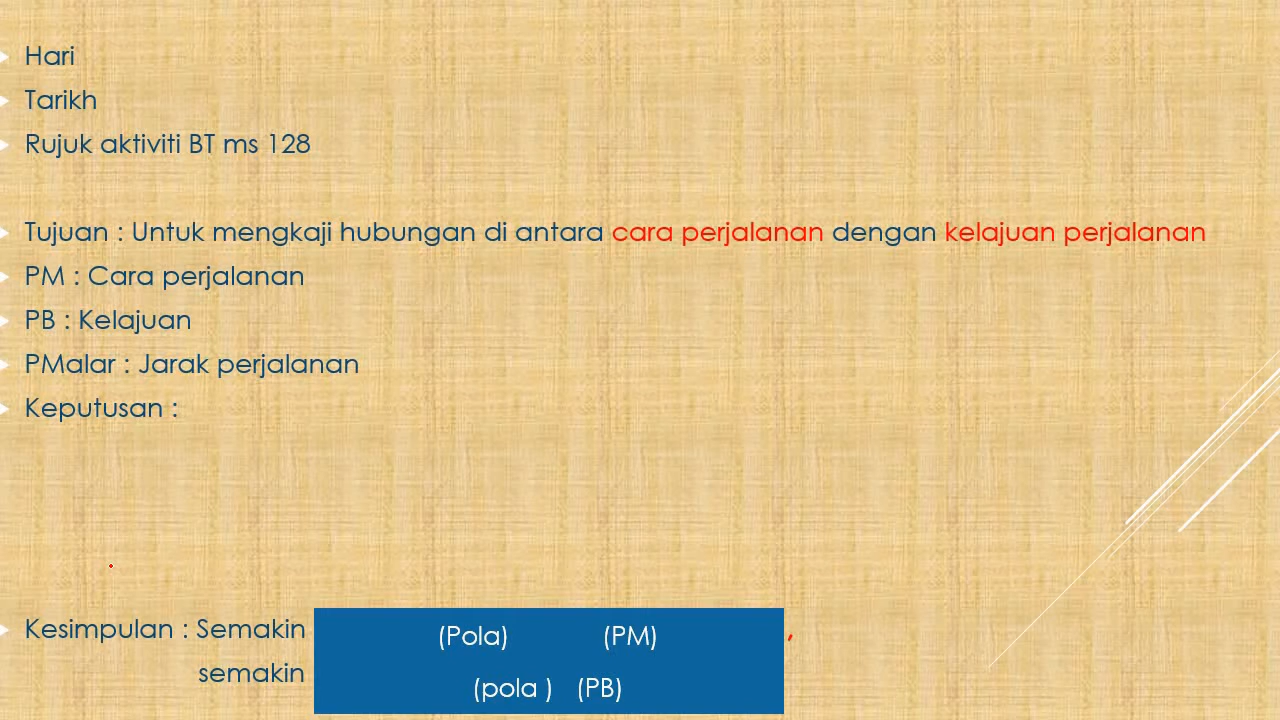 Hari
Tarikh
Rujuk aktiviti BT ms 128
Tujuan : Untuk mengkaji hubungan di antara cara perjalanan dengan kelajuan perjalanan
PM : Cara perjalanan
PB : Kelajuan
PMalar : Jarak perjalanan
Keputusan :
Kesimpulan : Semakin (Pola) (PM) ,
semakin (pola ) (PB)